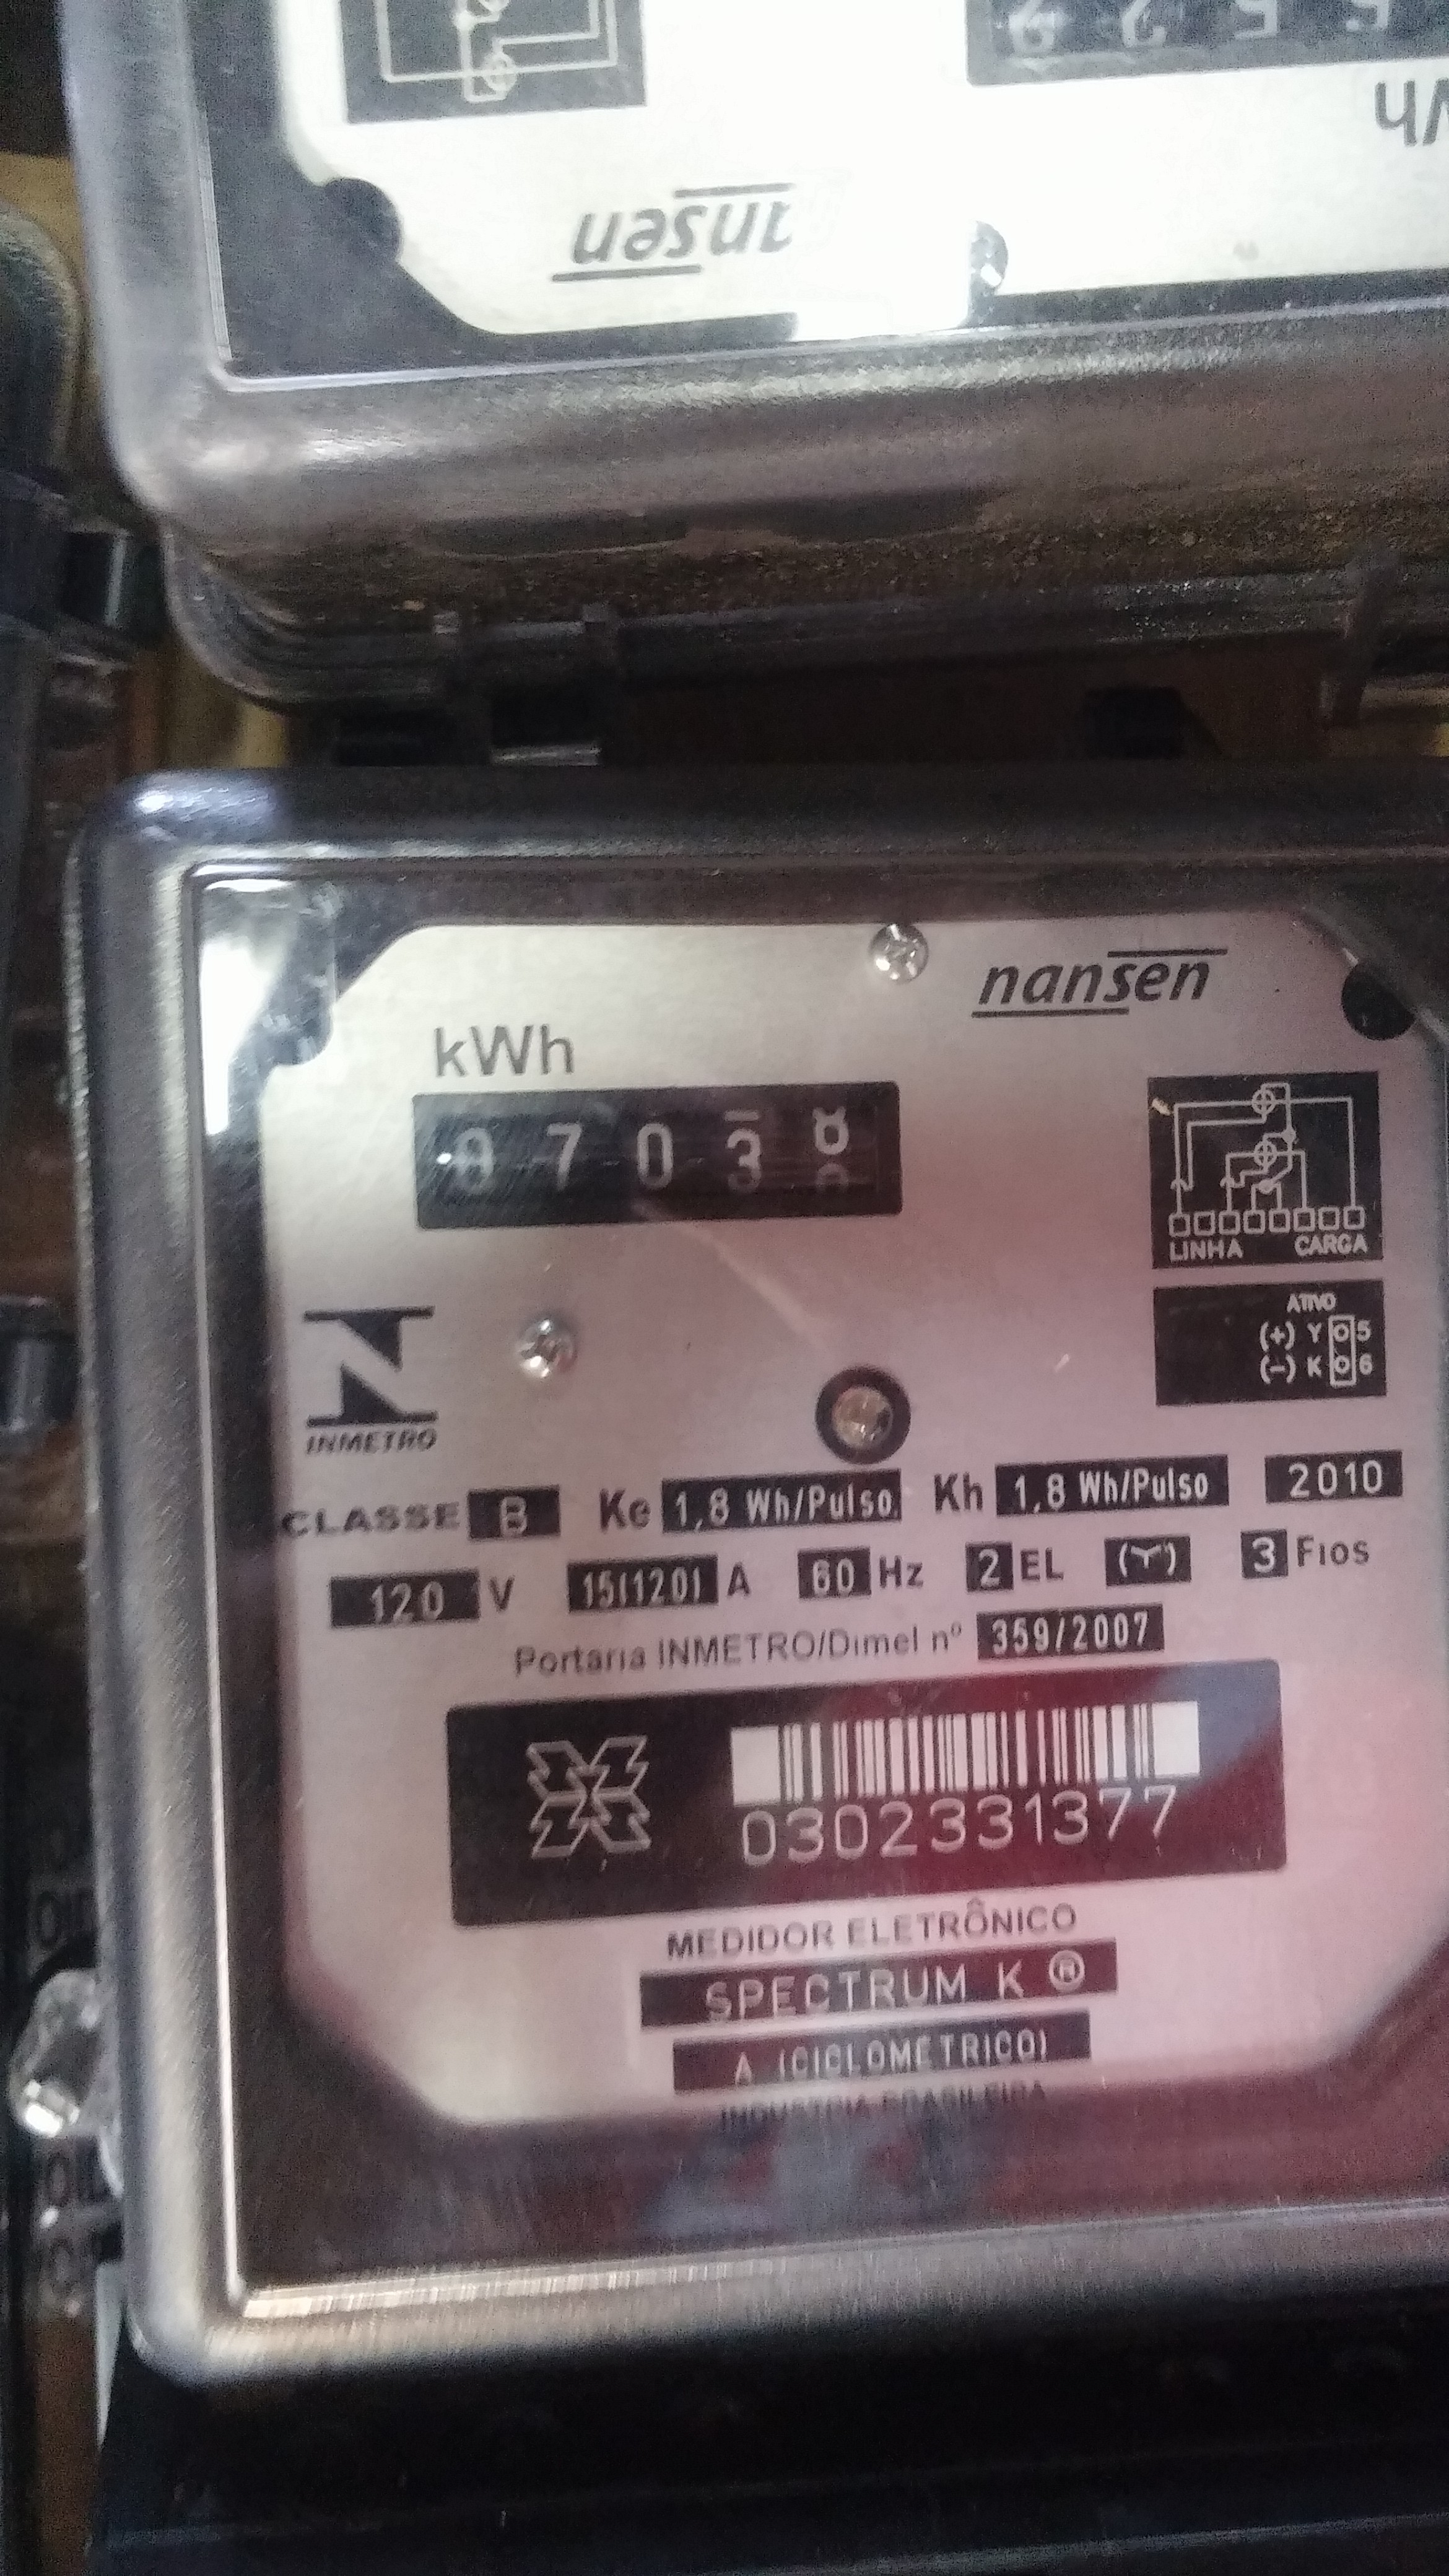 nansen
nansen
kWh
LINHA CARGA
ATIVO
(+) Y 5
(-) K 6
INMETRO
CLASSE B Ke 1,8 Wh/Pulso Kh 1,8 Wh/Pulso 2010
120 V 15(120) A 60 Hz 2 EL (Y) 3 Fios
Portaria INMETRO/Dimel nº 359/2007
0302331377
MEDIDOR ELETRÔNICO
SPECTRUM K ®
A (CICLOMETRICO)
INDUSTRIA BRASILEIRA